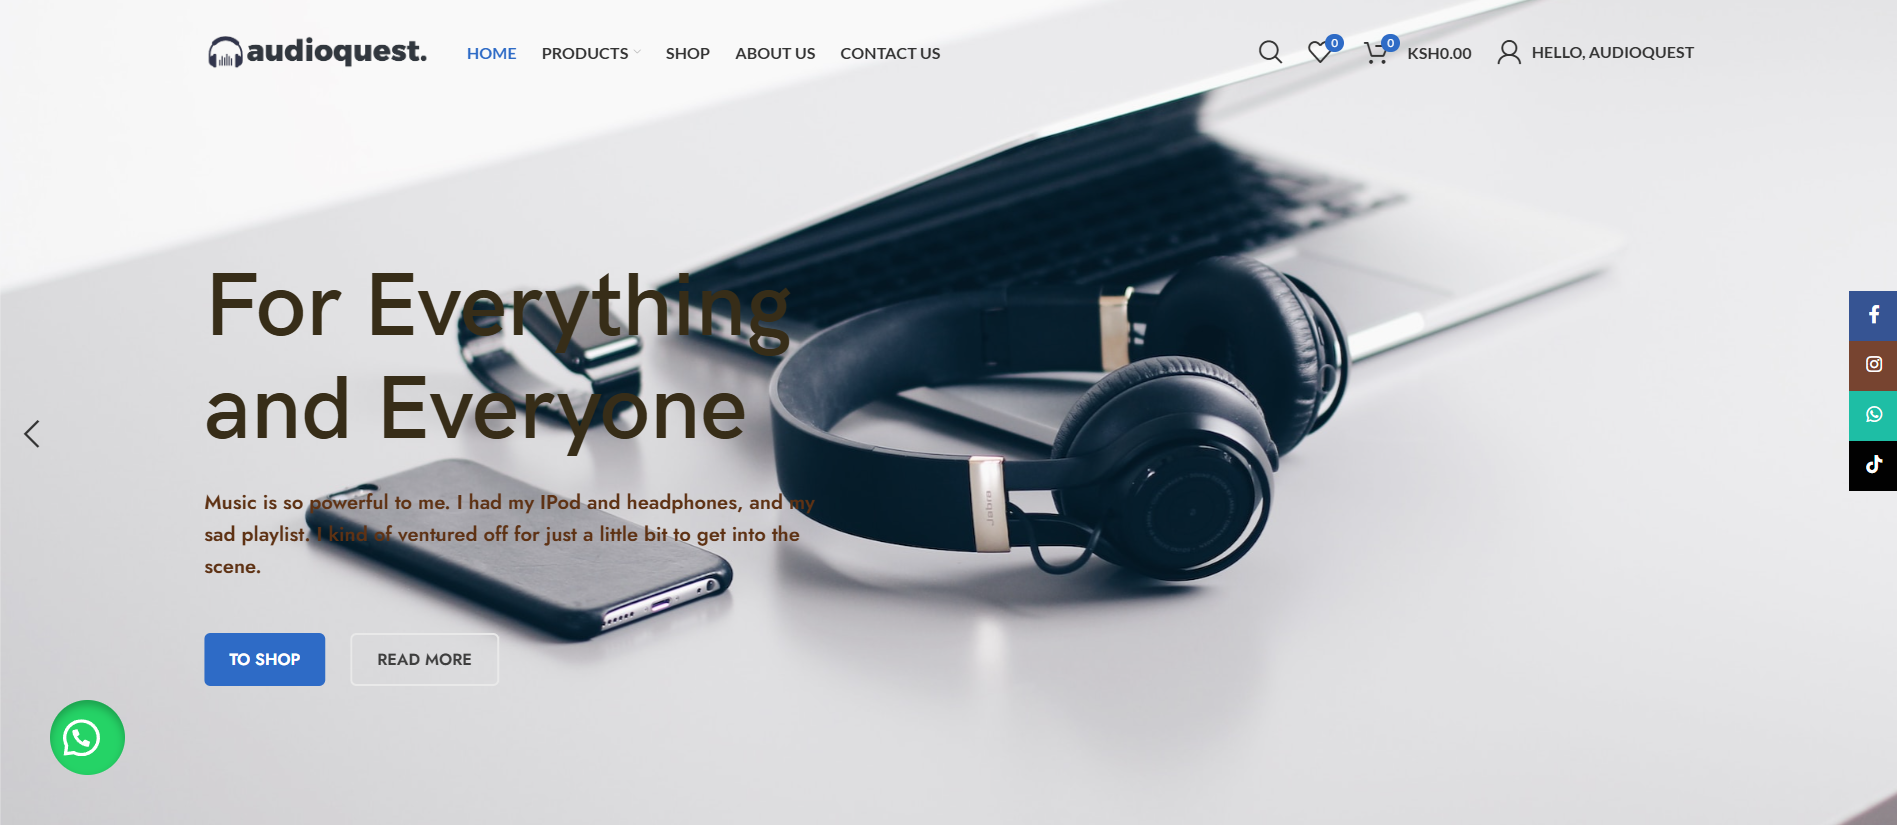 audioquest.
HOME PRODUCTS SHOP ABOUT US CONTACT US
0
0
KSH0.00
HELLO, AUDIOQUEST
For Everything
and Everyone
Music is so powerful to me. I had my IPod and headphones, and my
sad playlist. I kind of ventured off for just a little bit to get into the
scene.
TO SHOP
READ MORE
Jabra